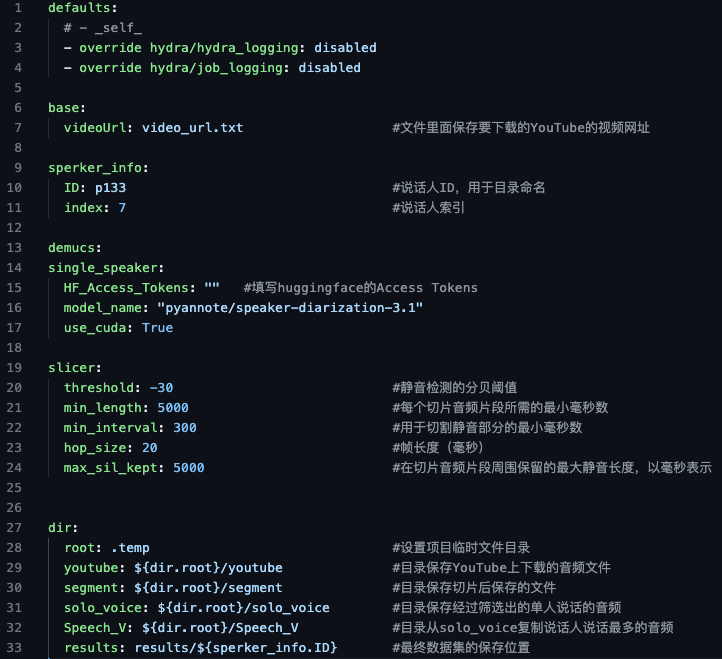 1 defaults:
2 # - _self_
3 - override hydra/hydra_logging: disabled
4 - override hydra/job_logging: disabled
5
6 base:
7 videoUrl: video_url.txt #文件里面保存要下载的YouTube的视频网址
8
9 sperker_info:
10 ID: p133 #说话人ID，用于目录命名
11 index: 7 #说话人索引
12
13 demucs:
14 single_speaker:
15 HF_Access_Tokens: "" #填写huggingface的Access Tokens
16 model_name: "pyannote/speaker-diarization-3.1"
17 use_cuda: True
18
19 slicer:
20 threshold: -30 #静音检测的分贝阈值
21 min_length: 5000 #每个切片音频片段所需的最小毫秒数
22 min_interval: 300 #用于切割静音部分的最小毫秒数
23 hop_size: 20 #帧长度（毫秒）
24 max_sil_kept: 5000 #在切片音频片段周围保留的最大静音长度，以毫秒表示
25
26
27 dir:
28 root: .temp #设置项目临时文件目录
29 youtube: ${dir.root}/youtube #目录保存YouTube上下载的音频文件
30 segment: ${dir.root}/segment #目录保存切片后保存的文件
31 solo_voice: ${dir.root}/solo_voice #目录保存经过筛选出的单人说话的音频
32 Speech_V: ${dir.root}/Speech_V #目录从solo_voice复制说话人说话最多的音频
33 results: results/${sperker_info.ID} #最终数据集的保存位置